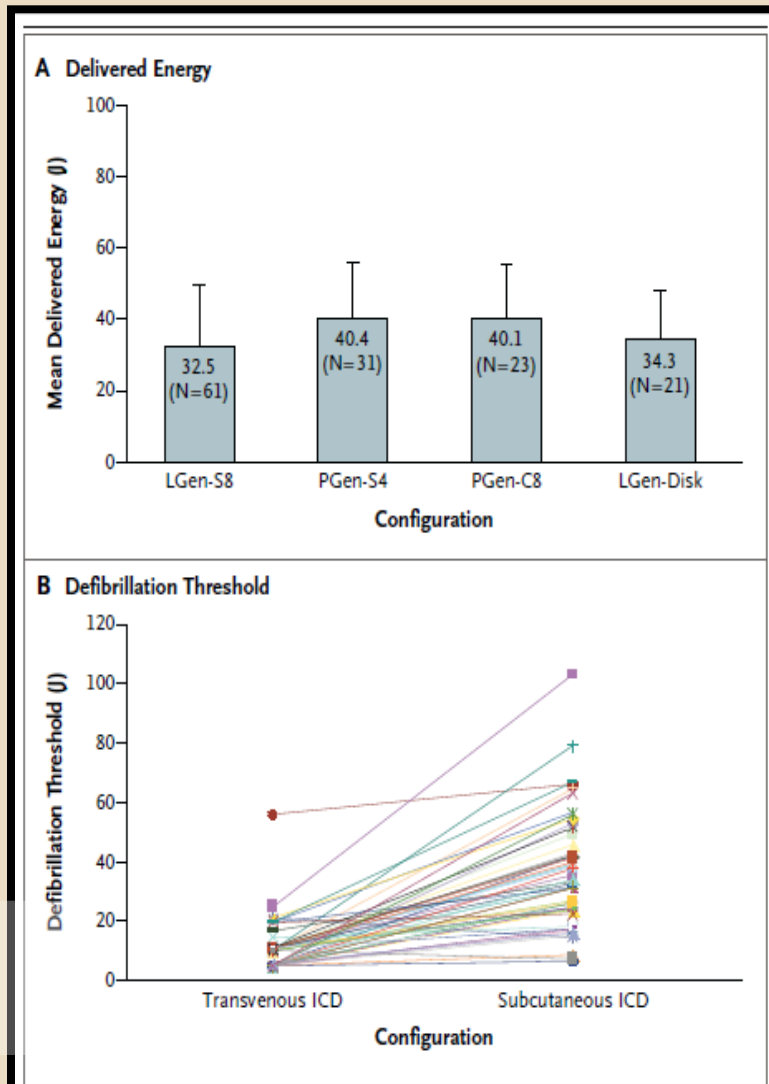 A Delivered Energy
100
80
60
40
20
0
Mean Delivered Energy (J)
32.5
(N=61)
40.4
(N=31)
40.1
(N=23)
34.3
(N=21)
LGen-S8 PGen-S4 PGen-C8 LGen-Disk
Configuration
B Defibrillation Threshold
120
100
80
60
40
20
0
Defibrillation Threshold (J)
Transvenous ICD Subcutaneous ICD
Configuration